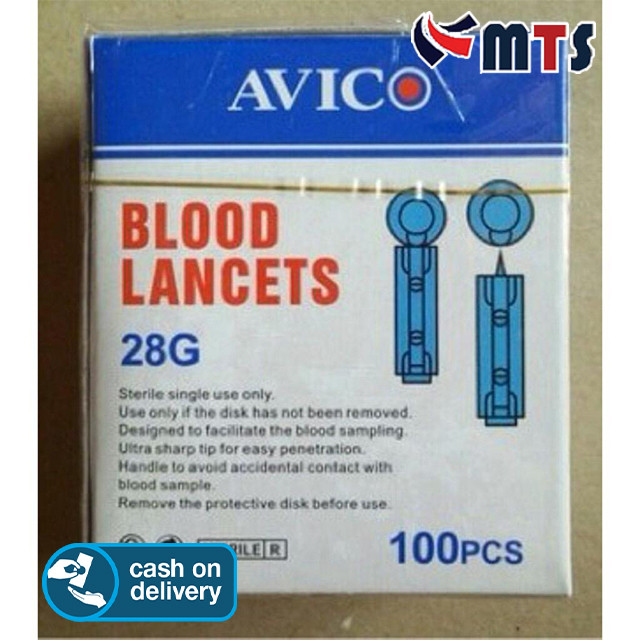 MTS
AVICO
BLOOD
LANCETS
28G
Sterile single use only.
Use only if the disk has not been removed.
Designed to facilitate the blood sampling.
Ultra sharp tip for easy penetration.
Handle to avoid accidental contact with
blood sample.
Remove the protective disk before use.
R
100PCS
cash on
delivery